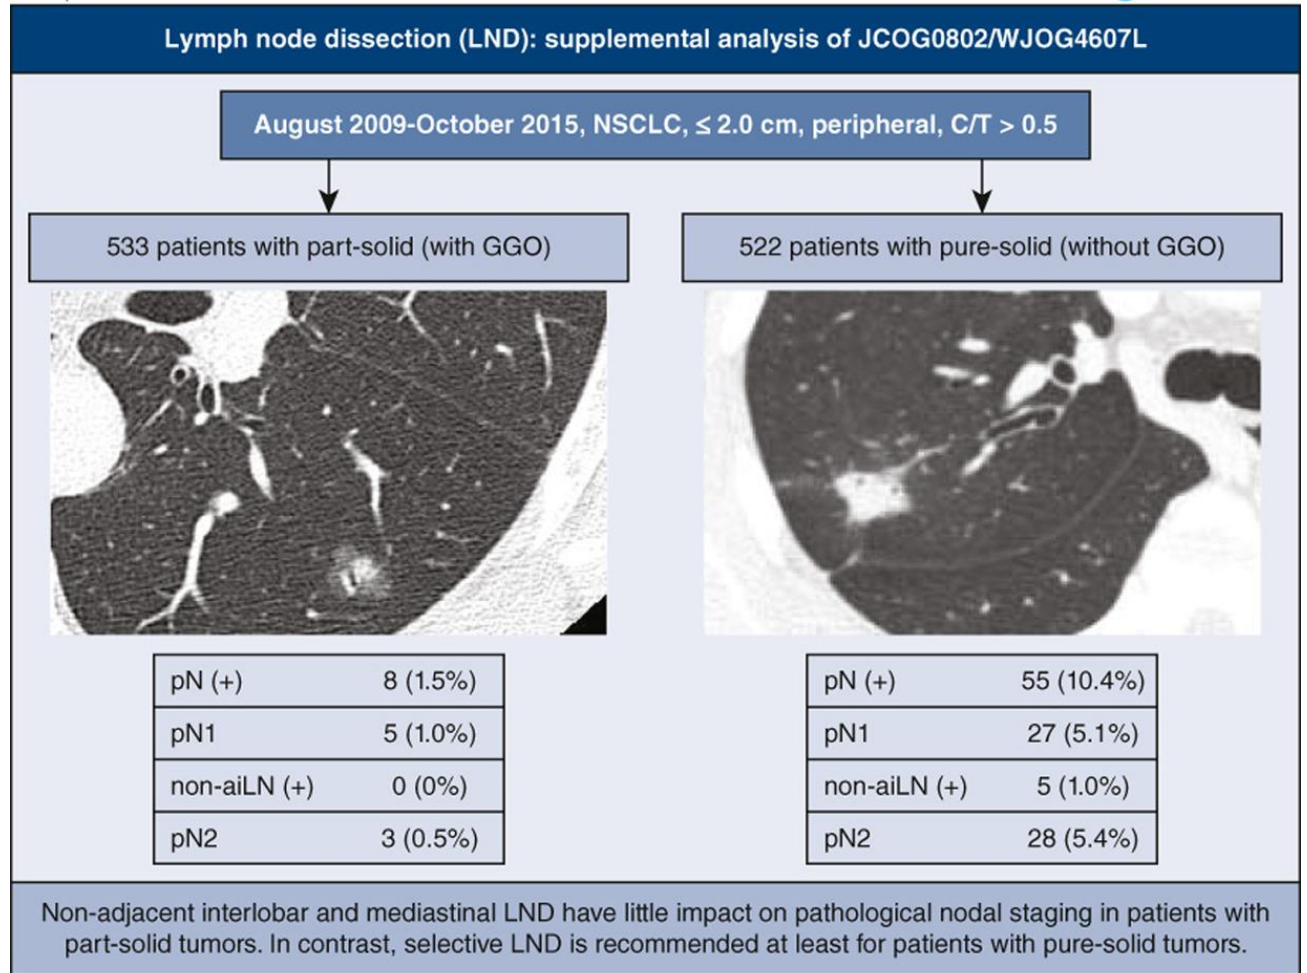 Lymph node dissection (LND): supplemental analysis of JCOG0802/WJOG4607L
August 2009-October 2015, NSCLC, ≤ 2.0 cm, peripheral, C/T > 0.5
533 patients with part-solid (with GGO)
522 patients with pure-solid (without GGO)
pN (+) 8 (1.5%)
pN1 5 (1.0%)
non-aiLN (+) 0 (0%)
pN2 3 (0.5%)
pN (+) 55 (10.4%)
pN1 27 (5.1%)
non-aiLN (+) 5 (1.0%)
pN2 28 (5.4%)
Non-adjacent interlobar and mediastinal LND have little impact on pathological nodal staging in patients with
part-solid tumors. In contrast, selective LND is recommended at least for patients with pure-solid tumors.